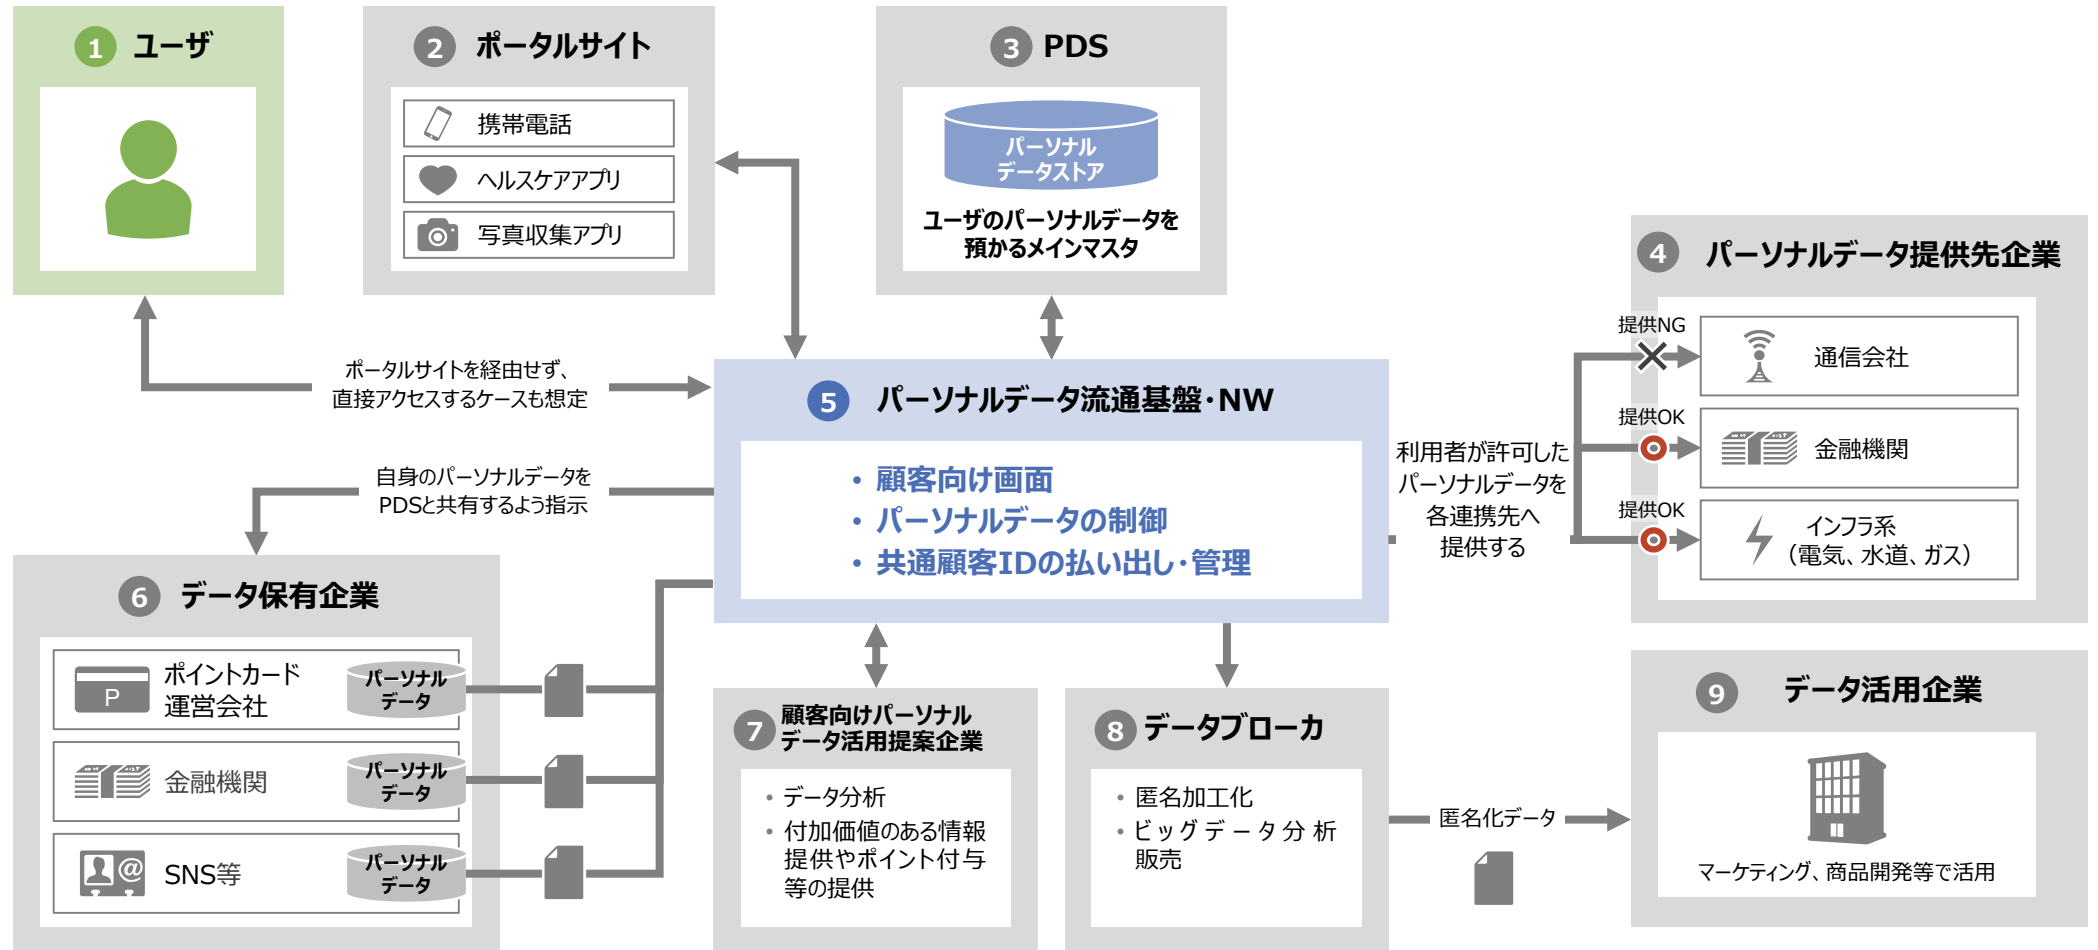 1 ユーザ
2 ポータルサイト
携帯電話
ヘルスケアアプリ
写真収集アプリ
3 PDS
パーソナル
データストア
ユーザのパーソナルデータを
預かるメインマスタ
4 パーソナルデータ提供先企業
提供NG
通信会社
提供OK
金融機関
提供OK
インフラ系
（電気、水道、ガス）
ポータルサイトを経由せず、
直接アクセスするケースも想定
5 パーソナルデータ流通基盤・NW
・顧客向け画面
・パーソナルデータの制御
・共通顧客IDの払い出し・管理
利用者が許可した
パーソナルデータを
各連携先へ
提供する
自身のパーソナルデータを
PDSと共有するよう指示
6 データ保有企業
P
ポイントカード
運営会社
パーソナル
データ
金融機関
パーソナル
データ
@
SNS等
パーソナル
データ
7 顧客向けパーソナル
データ活用提案企業
・データ分析
・付加価値のある情報
提供やポイント付与
等の提供
8 データブローカ
・匿名加工化
・ビッグデータ分析
販売
匿名化データ
9 データ活用企業
マーケティング、商品開発等で活用